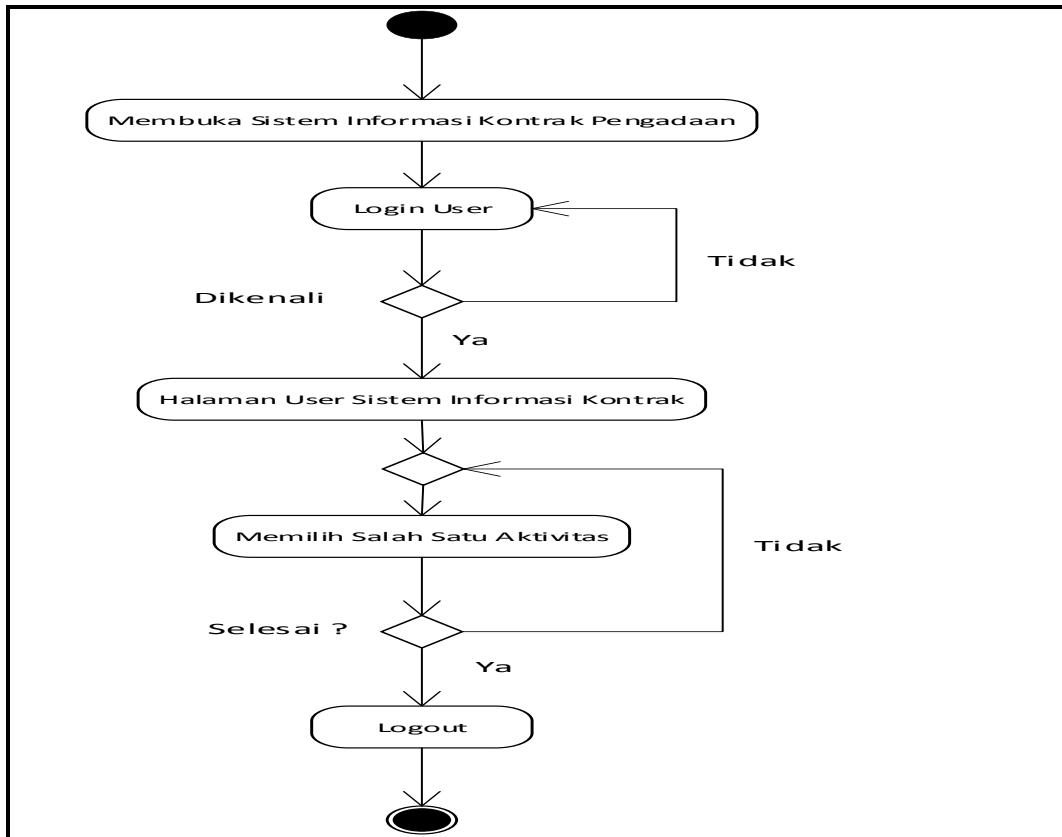 Membuka Sistem Informasi Kontrak Pengadaan
Login User
Tidak
Dikenali
Ya
Halaman User Sistem Informasi Kontrak
Memilih Salah Satu Aktivitas
Tidak
Selesai ?
Ya
Logout